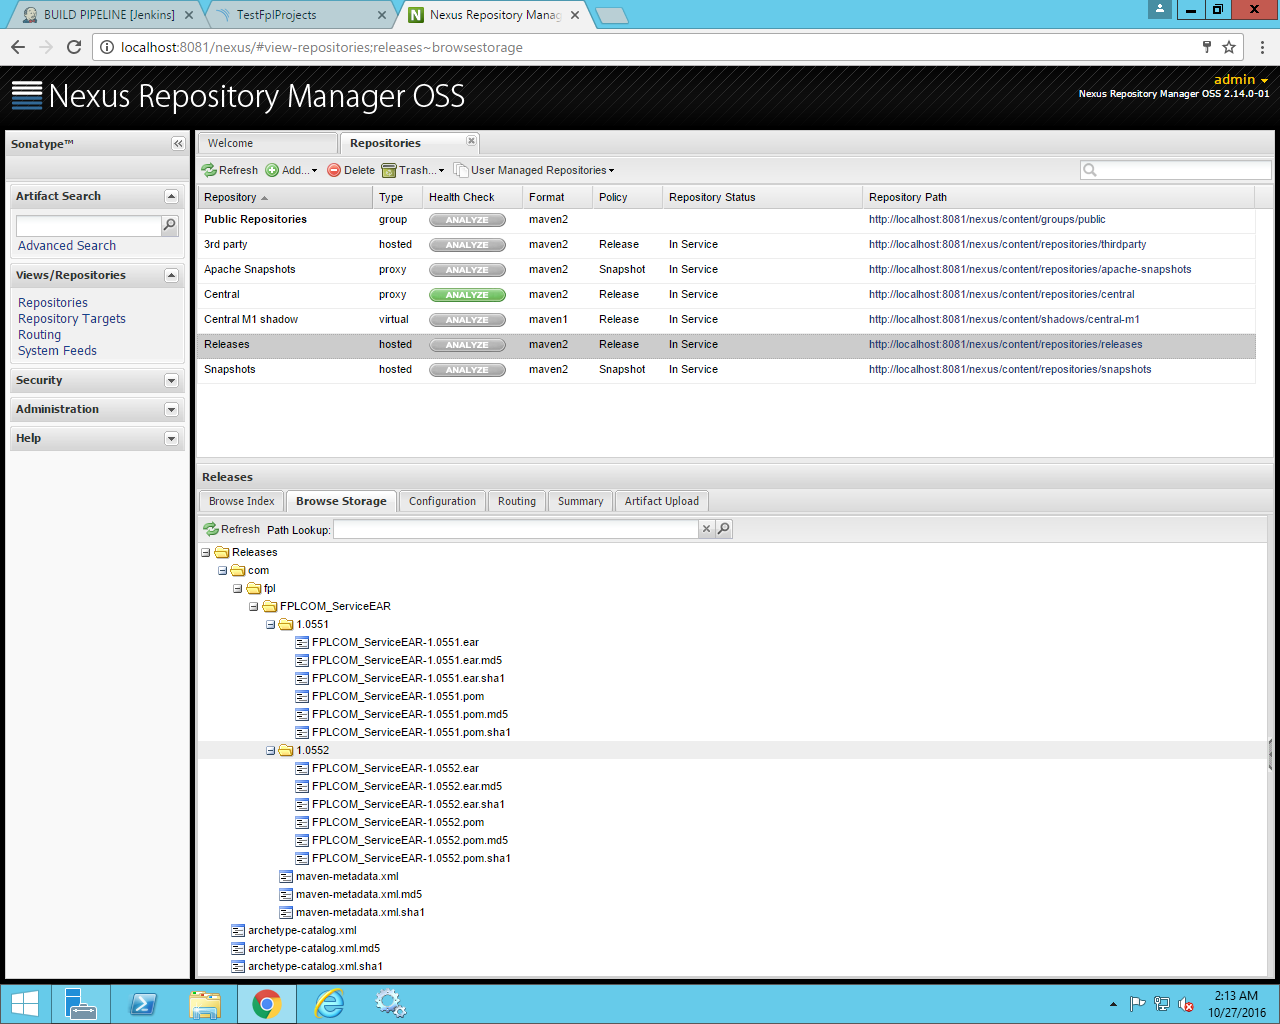 BUILD PIPELINE [Jenkins]
TestFplProjects
Nexus Repository Manag
localhost:8081/nexus/#view-repositories;releases~browsestorage
Nexus Repository Manager OSS
admin
Nexus Repository Manager OSS 2.14.0-01
Sonatype™
Artifact Search
Advanced Search
Views/Repositories
Repositories
Repository Targets
Routing
System Feeds
Security
Administration
Help
Welcome
Repositories
Refresh Add... Delete Trash... User Managed Repositories
Repository Type Health Check Format Policy Repository Status Repository Path
Public Repositories group ANALYZE maven2 http://localhost:8081/nexus/content/groups/public
3rd party hosted ANALYZE maven2 Release In Service http://localhost:8081/nexus/content/repositories/thirdparty
Apache Snapshots proxy ANALYZE maven2 Snapshot In Service http://localhost:8081/nexus/content/repositories/apache-snapshots
Central proxy ANALYZE maven2 Release In Service http://localhost:8081/nexus/content/repositories/central
Central M1 shadow virtual ANALYZE maven1 Release In Service http://localhost:8081/nexus/content/shadows/central-m1
Releases hosted ANALYZE maven2 Release In Service http://localhost:8081/nexus/content/repositories/releases
Snapshots hosted ANALYZE maven2 Snapshot In Service http://localhost:8081/nexus/content/repositories/snapshots
Releases
Browse Index Browse Storage Configuration Routing Summary Artifact Upload
Refresh Path Lookup:
Releases
com
fpl
FPLCOM_ServiceEAR
1.0551
FPLCOM_ServiceEAR-1.0551.ear
FPLCOM_ServiceEAR-1.0551.ear.md5
FPLCOM_ServiceEAR-1.0551.ear.sha1
FPLCOM_ServiceEAR-1.0551.pom
FPLCOM_ServiceEAR-1.0551.pom.md5
FPLCOM_ServiceEAR-1.0551.pom.sha1
1.0552
FPLCOM_ServiceEAR-1.0552.ear
FPLCOM_ServiceEAR-1.0552.ear.md5
FPLCOM_ServiceEAR-1.0552.ear.sha1
FPLCOM_ServiceEAR-1.0552.pom
FPLCOM_ServiceEAR-1.0552.pom.md5
FPLCOM_ServiceEAR-1.0552.pom.sha1
maven-metadata.xml
maven-metadata.xml.md5
maven-metadata.xml.sha1
archetype-catalog.xml
archetype-catalog.xml.md5
archetype-catalog.xml.sha1
2:13 AM
10/27/2016